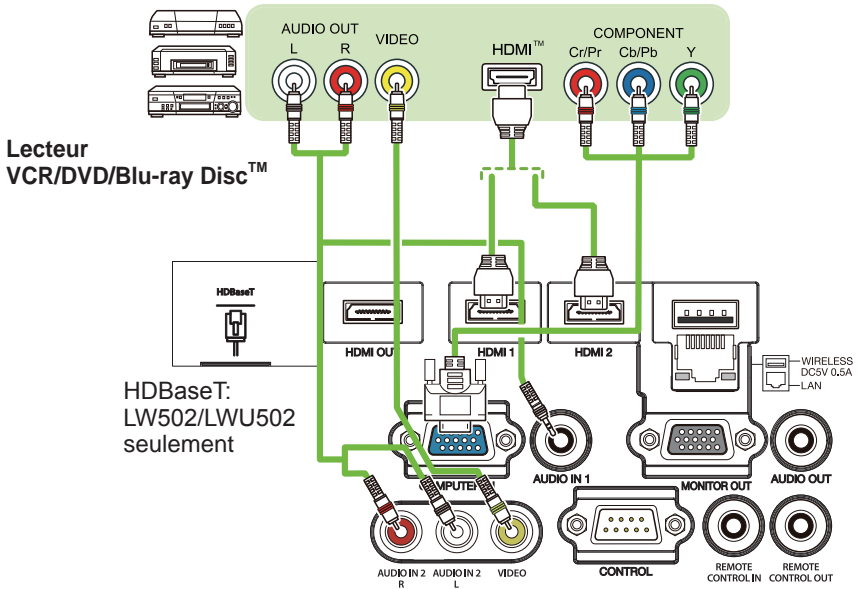 AUDIO OUT
L
R
VIDEO
HDMI™
COMPONENT
Cr/Pr
Cb/Pb
Y
Lecteur
VCR/DVD/Blu-ray Disc™
HDBaseT
HDMI OUT
HDMI 1
HDMI 2
WIRELESS
DC5V 0.5A
LAN
HDBaseT:
LW502/LWU502
seulement
AUDIO IN 1
MONITOR OUT
AUDIO OUT
AUDIO IN 2
R
AUDIO IN 2
L
VIDEO
CONTROL
REMOTE
CONTROL IN
REMOTE
CONTROL OUT